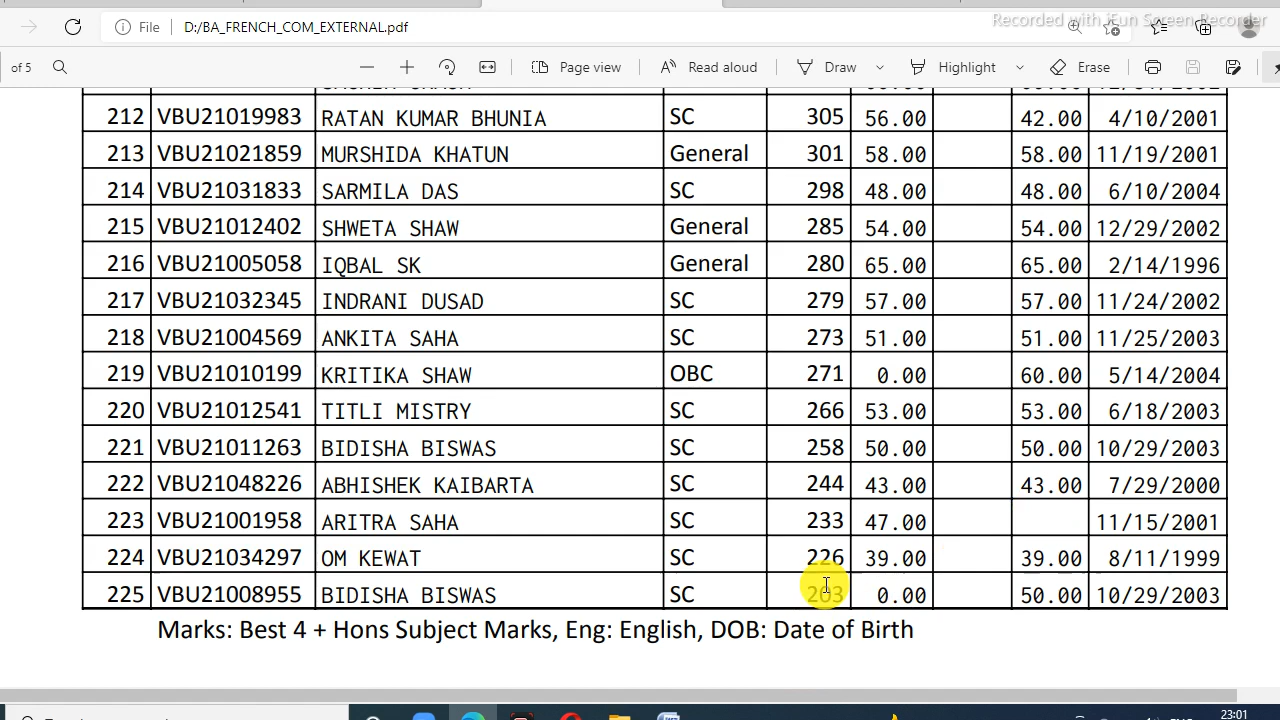 Recorded with iFun Screen Recorder
File D:/BA_FRENCH_COM_EXTERNAL.pdf
of 5 Page view Read aloud Draw Highlight Erase
212 VBU21019983 RATAN KUMAR BHUNIA SC 305 56.00 42.00 4/10/2001
213 VBU21021859 MURSHIDA KHATUN General 301 58.00 58.00 11/19/2001
214 VBU21031833 SARMILA DAS SC 298 48.00 48.00 6/10/2004
215 VBU21012402 SHWETA SHAW General 285 54.00 54.00 12/29/2002
216 VBU21005058 IQBAL SK General 280 65.00 65.00 2/14/1996
217 VBU21032345 INDRANI DUSAD SC 279 57.00 57.00 11/24/2002
218 VBU21004569 ANKITA SAHA SC 273 51.00 51.00 11/25/2003
219 VBU21010199 KRITIKA SHAW OBC 271 0.00 60.00 5/14/2004
220 VBU21012541 TITLI MISTRY SC 266 53.00 53.00 6/18/2003
221 VBU21011263 BIDISHA BISWAS SC 258 50.00 50.00 10/29/2003
222 VBU21048226 ABHISHEK KAIBARTA SC 244 43.00 43.00 7/29/2000
223 VBU21001958 ARITRA SAHA SC 233 47.00 11/15/2001
224 VBU21034297 OM KEWAT SC 226 39.00 39.00 8/11/1999
225 VBU21008955 BIDISHA BISWAS SC 203 0.00 50.00 10/29/2003
Marks: Best 4 + Hons Subject Marks, Eng: English, DOB: Date of Birth
23:01